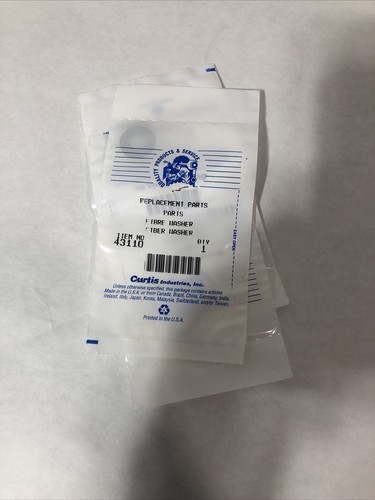 QUALITY PRODUCTS & SERVICE
REPLACEMENT PARTS
PARTS
FIBRE WASHER
FIBER WASHER
ITEM NO QTY
43110 1
EASY OPEN
Curtis Industries, Inc.
Unless otherwise specified, this package contains articles
Made in the U.S.A. or from Canada, Brazil, China, Germany, India,
Ireland, Italy, Japan, Korea, Malaysia, Switzerland, and/or Taiwan.
Printed in the U.S.A.